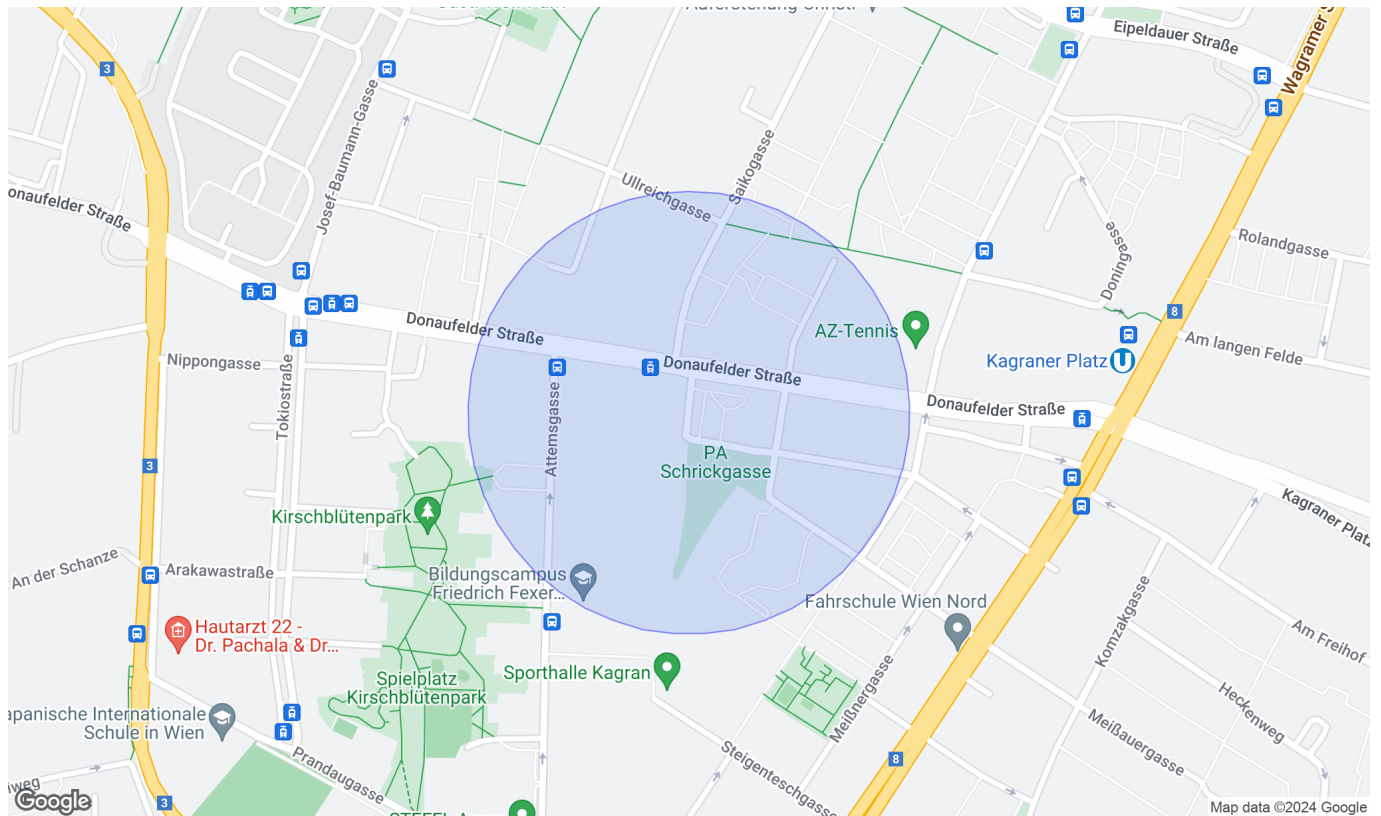 Eipeldauer Straße
Wagramer S
3
Josef-Baumann-Gasse
Saikogasse
Ullreichgasse
onaufelder Straße
Doningasse
Rolandgasse
8
Donaufelder Straße
AZ-Tennis
Am langen Felde
Nippongasse
Kagraner Platz
Donaufelder Straße
Tokiostraße
Attemsgasse
Donaufelder Straße
PA
Schrickgasse
3
Kagraner Platz
Kirschblütenpark
An der Schanze
Arakawastraße
Bildungscampus
Friedrich Fexer...
Fahrschule Wien Nord
Komzakgasse
Am Freihof
Hautarzt 22 -
Dr. Pachala & Dr...
Sporthalle Kagran
Spielplatz
Kirschblütenpark
Meißnergasse
Heckenweg
apanische Internationale
Schule in Wien
Meißauergasse
Prandaugasse
Steigenteschgasse
8
iweg
3
Google
Map data ©2024 Google